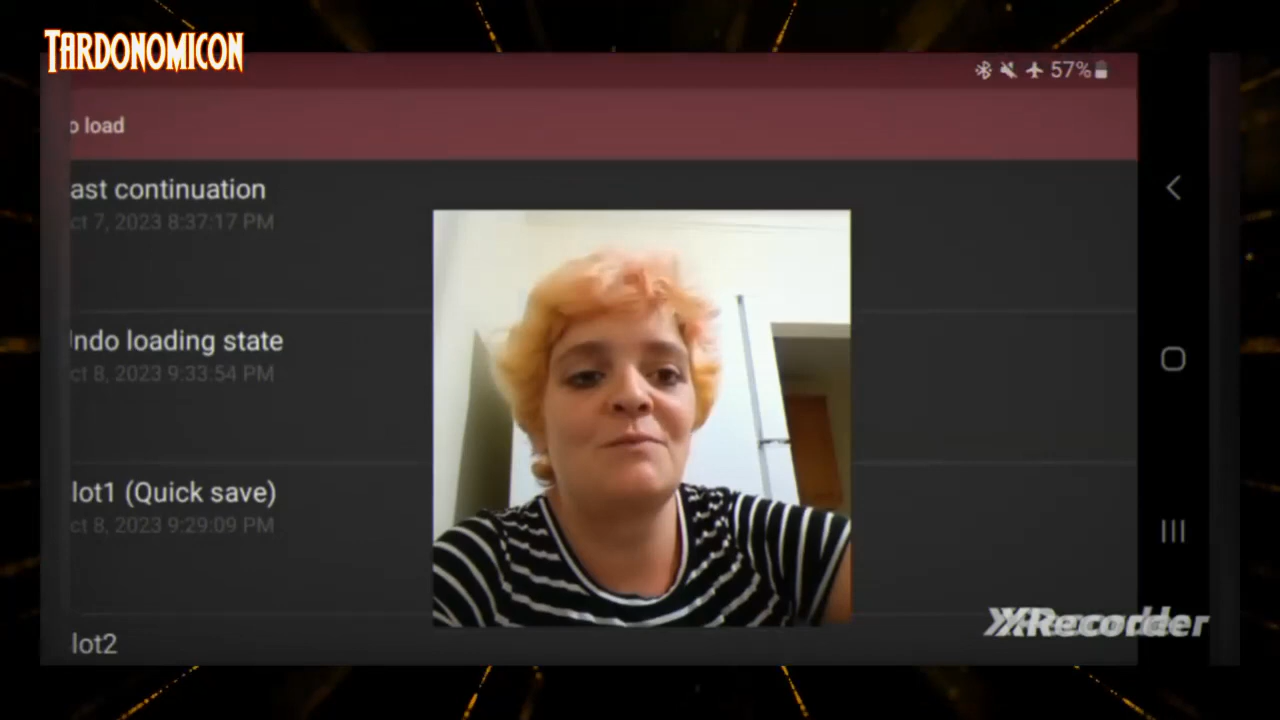 TARDONOMICON
57%
o load
ast continuation
ct 7, 2023 8:37:17 PM
Undo loading state
ct 8, 2023 9:33:54 PM
lot1 (Quick save)
ct 8, 2023 9:29:09 PM
lot2
XRecorder